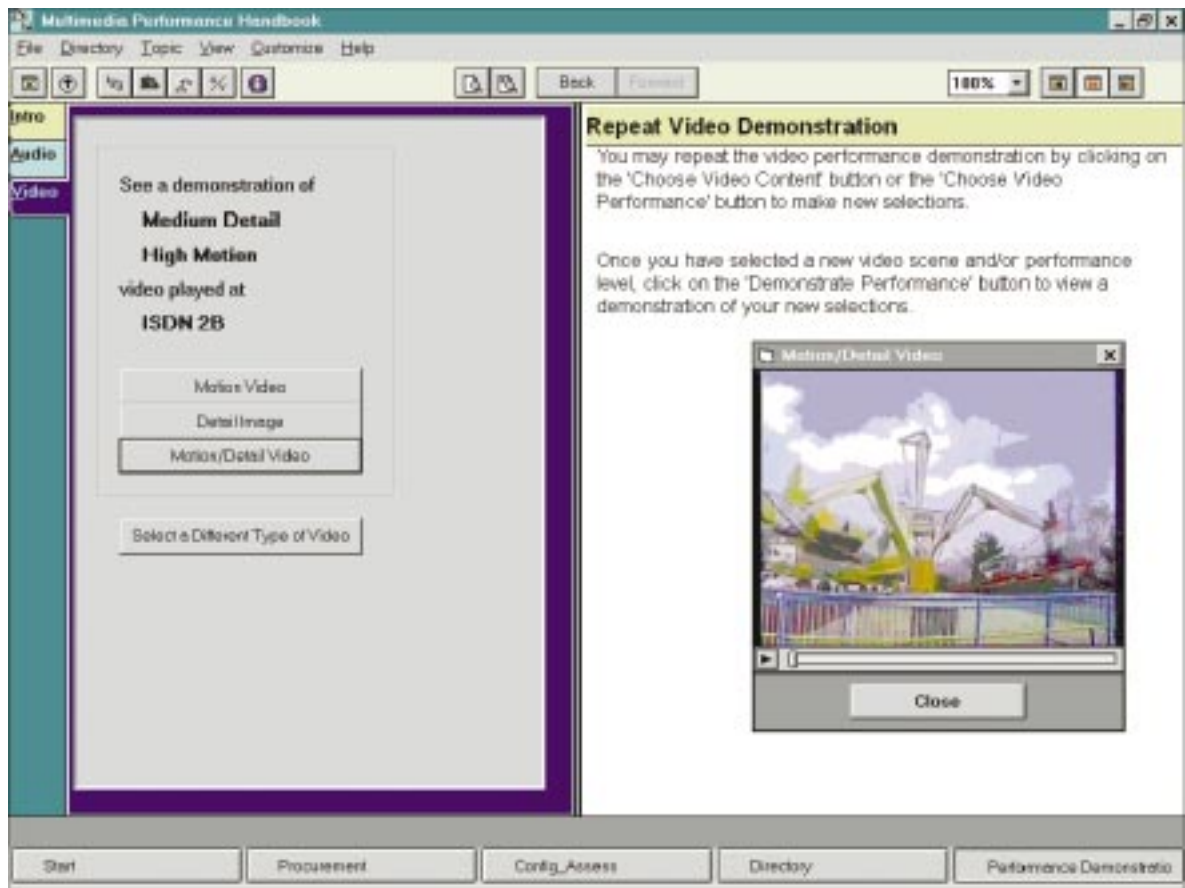 Multimedia Performance Handbook
File Directory Topic View Customize Help
Back Forward 100%
Intro
Audio
Video
See a demonstration of
Medium Detail
High Motion
video played at
ISDN 2B
Motion Video
Detail Image
Motion/Detail Video
Select a Different Type of Video
Repeat Video Demonstration
You may repeat the video performance demonstration by clicking on
the 'Choose Video Content' button or the 'Choose Video
Performance' button to make new selections.
Once you have selected a new video scene and/or performance
level, click on the 'Demonstrate Performance' button to view a
demonstration of your new selections.
Motion/Detail Video
Close
Start Procurement Config_Assess Directory Performance Demonstratio